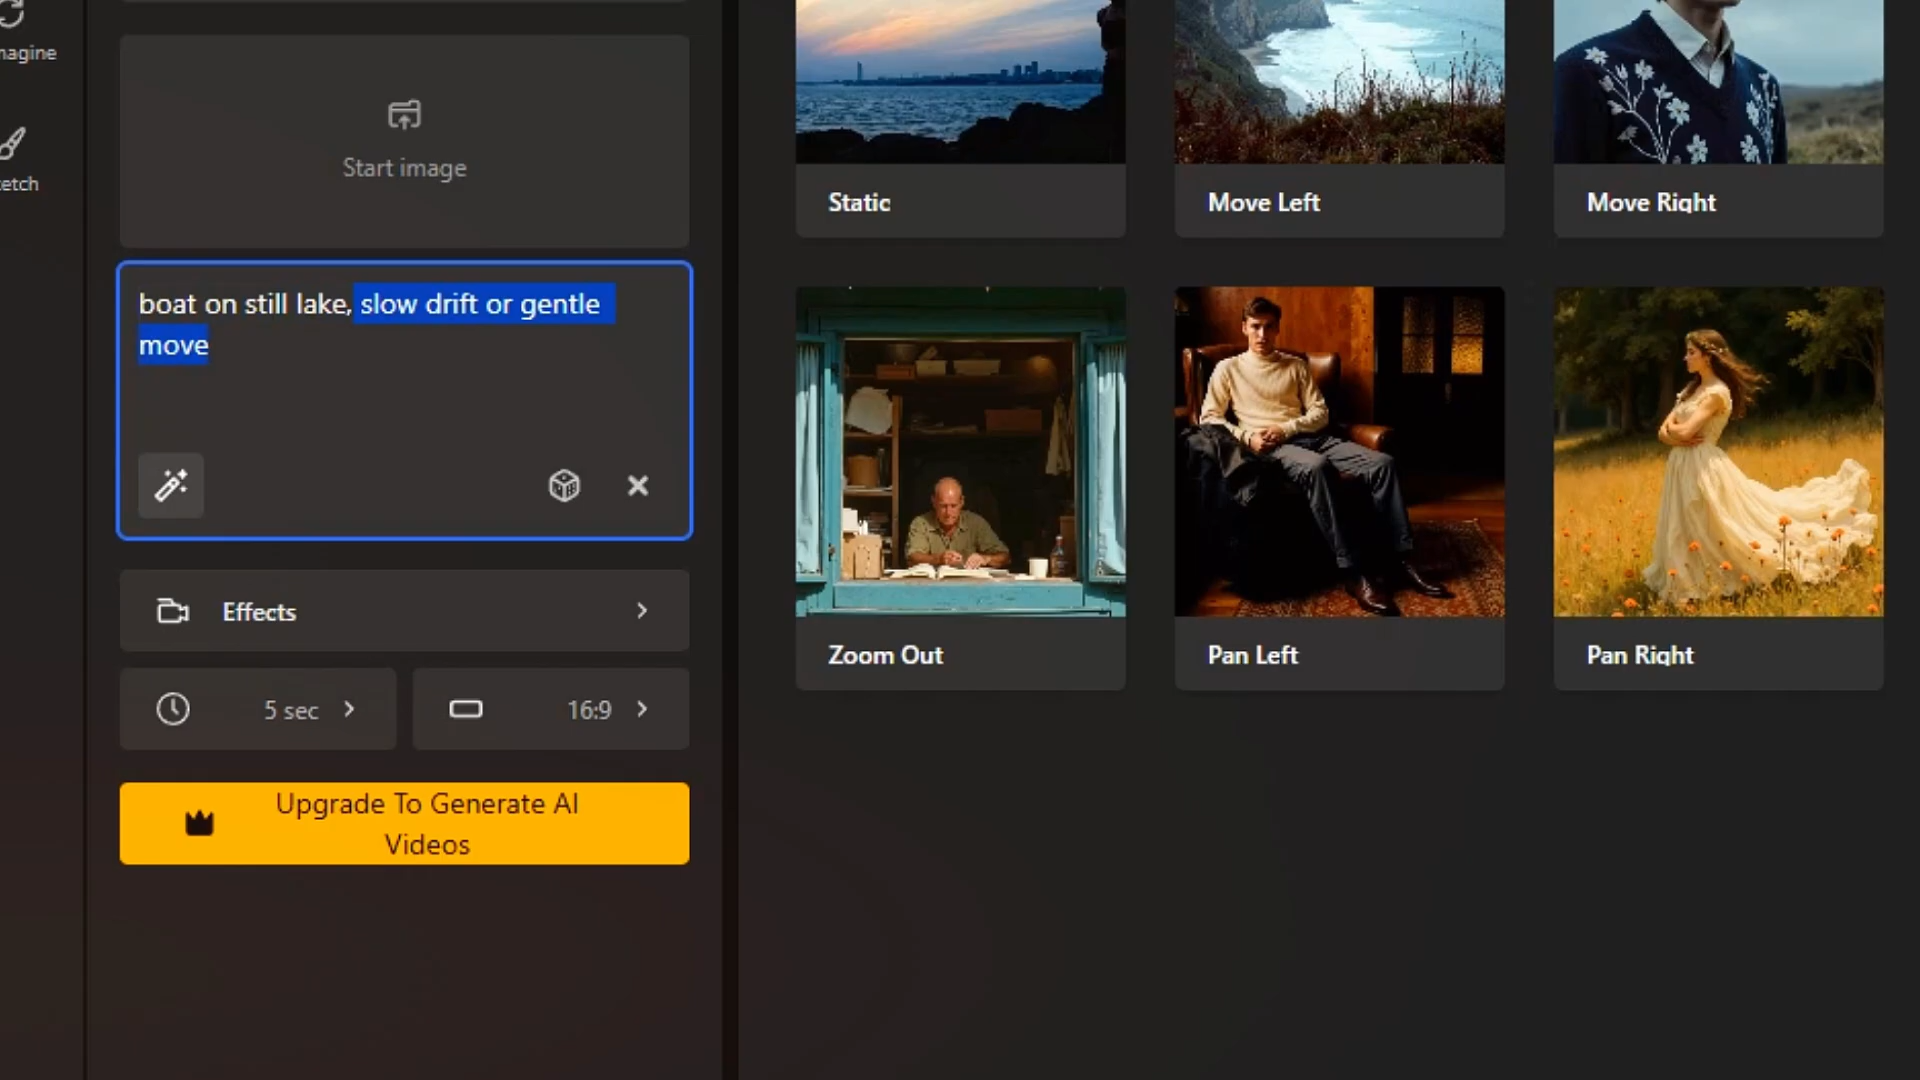 magine
etch
Start image
boat on still lake, slow drift or gentle
move
Effects
5 sec
16:9
Upgrade To Generate AI
Videos
Static
Move Left
Move Right
Zoom Out
Pan Left
Pan Right